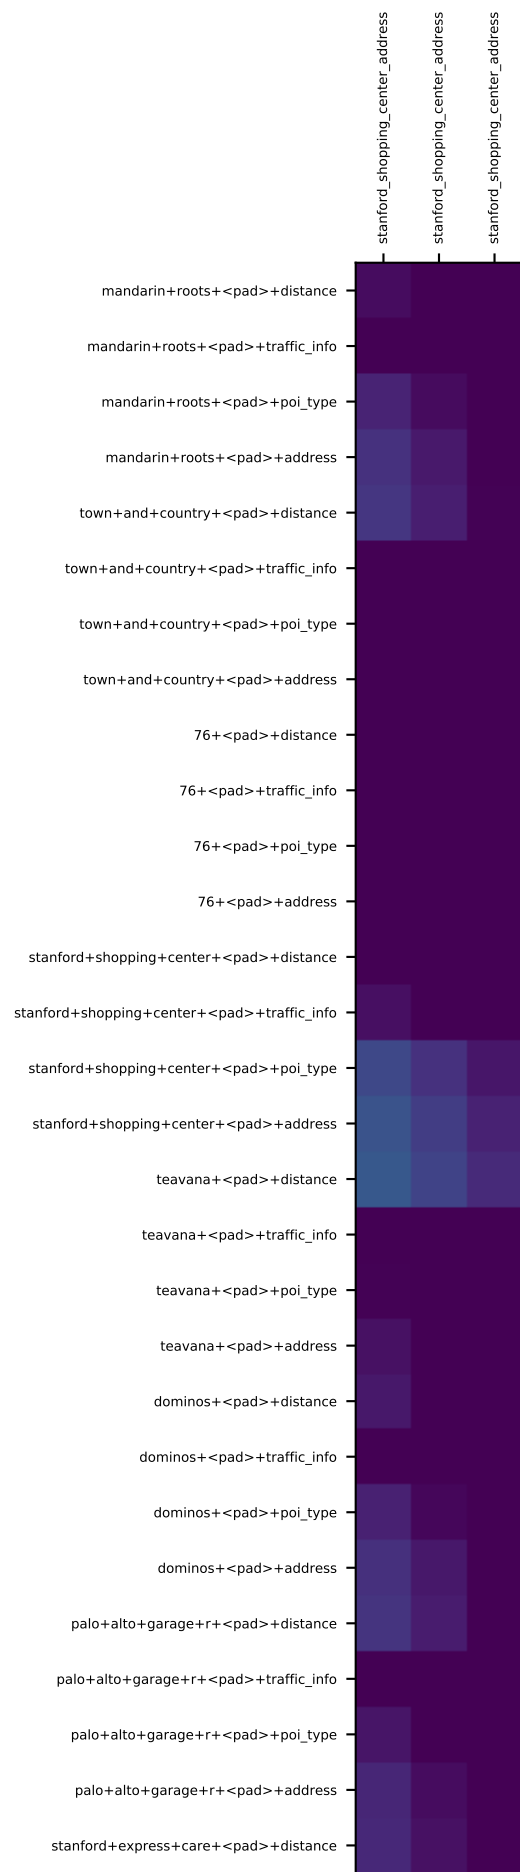 stanford_shopping_center_address
stanford_shopping_center_address
stanford_shopping_center_address
mandarin+roots+<pad>+distance
mandarin+roots+<pad>+traffic_info
mandarin+roots+<pad>+poi_type
mandarin+roots+<pad>+address
town+and+country+<pad>+distance
town+and+country+<pad>+traffic_info
town+and+country+<pad>+poi_type
town+and+country+<pad>+address
76+<pad>+distance
76+<pad>+traffic_info
76+<pad>+poi_type
76+<pad>+address
stanford+shopping+center+<pad>+distance
stanford+shopping+center+<pad>+traffic_info
stanford+shopping+center+<pad>+poi_type
stanford+shopping+center+<pad>+address
teavana+<pad>+distance
teavana+<pad>+traffic_info
teavana+<pad>+poi_type
teavana+<pad>+address
dominos+<pad>+distance
dominos+<pad>+traffic_info
dominos+<pad>+poi_type
dominos+<pad>+address
palo+alto+garage+r+<pad>+distance
palo+alto+garage+r+<pad>+traffic_info
palo+alto+garage+r+<pad>+poi_type
palo+alto+garage+r+<pad>+address
stanford+express+care+<pad>+distance